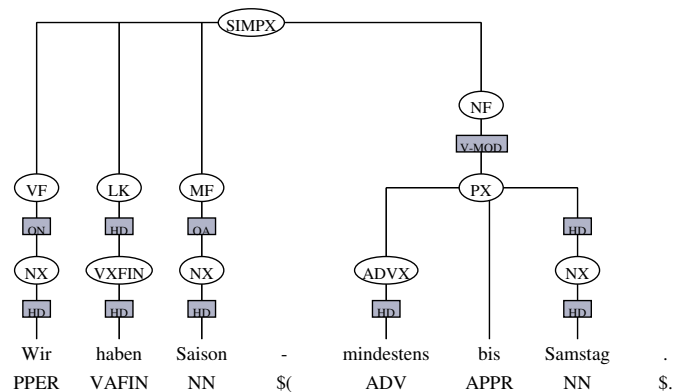 SIMPX
NF
V-MOD
VF LK MF PX
ON HD OA HD
NX VXFIN NX ADVX NX
HD HD HD HD HD
Wir haben Saison - mindestens bis Samstag .
PPER VAFIN NN $( ADV APPR NN $.